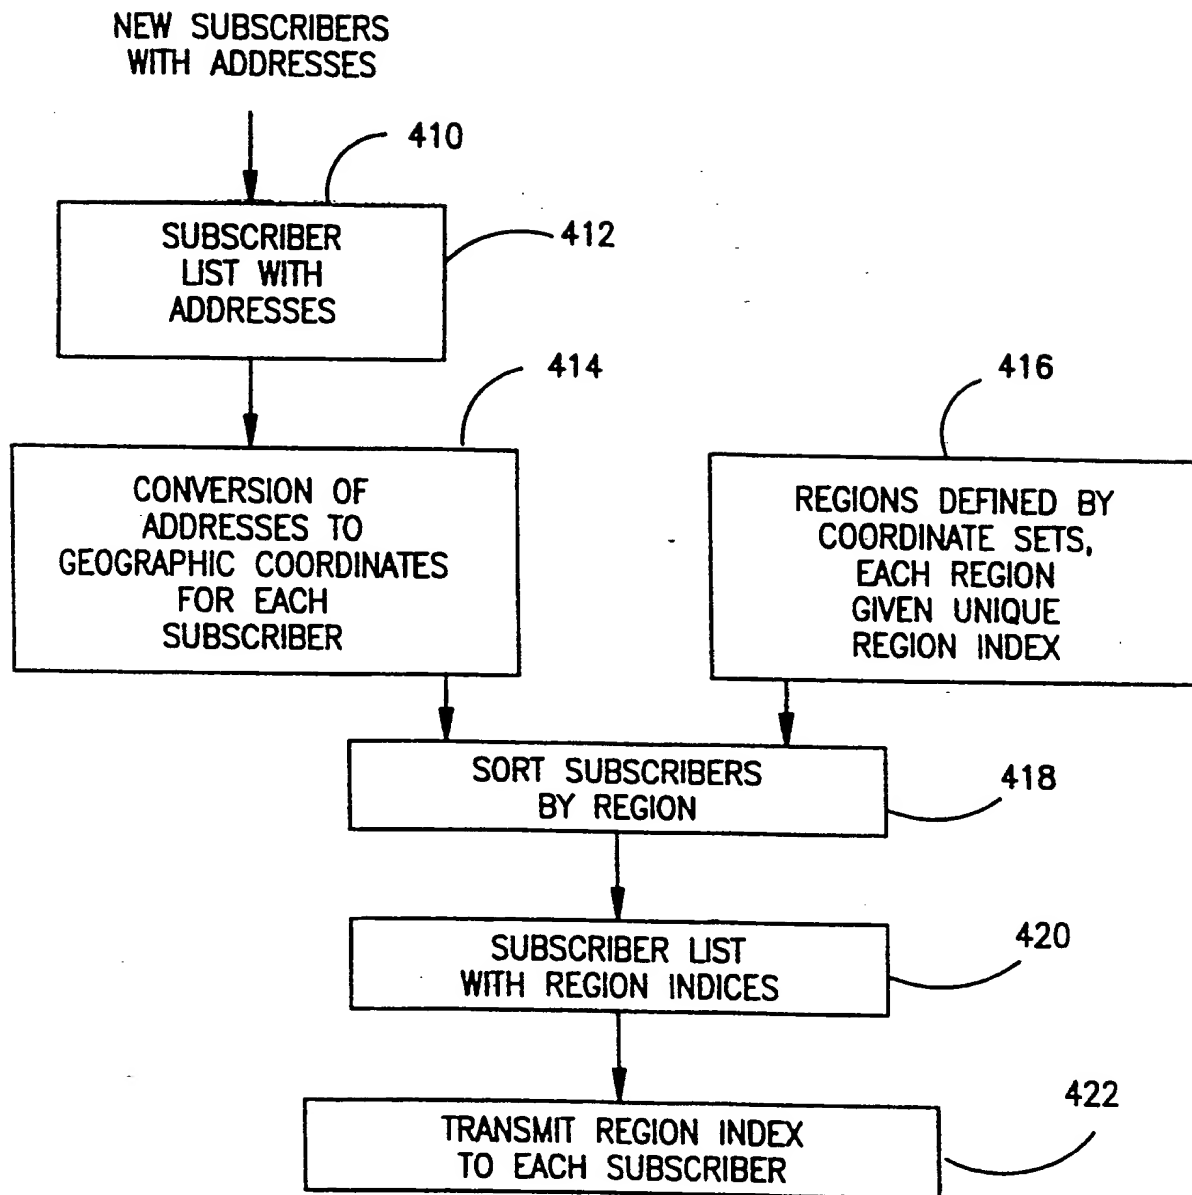 NEW SUBSCRIBERS
WITH ADDRESSES
410
SUBSCRIBER
LIST WITH
ADDRESSES
412
414
CONVERSION OF
ADDRESSES TO
GEOGRAPHIC COORDINATES
FOR EACH
SUBSCRIBER
416
REGIONS DEFINED BY
COORDINATE SETS,
EACH REGION
GIVEN UNIQUE
REGION INDEX
SORT SUBSCRIBERS
BY REGION
418
SUBSCRIBER LIST
WITH REGION INDICES
420
TRANSMIT REGION INDEX
TO EACH SUBSCRIBER
422